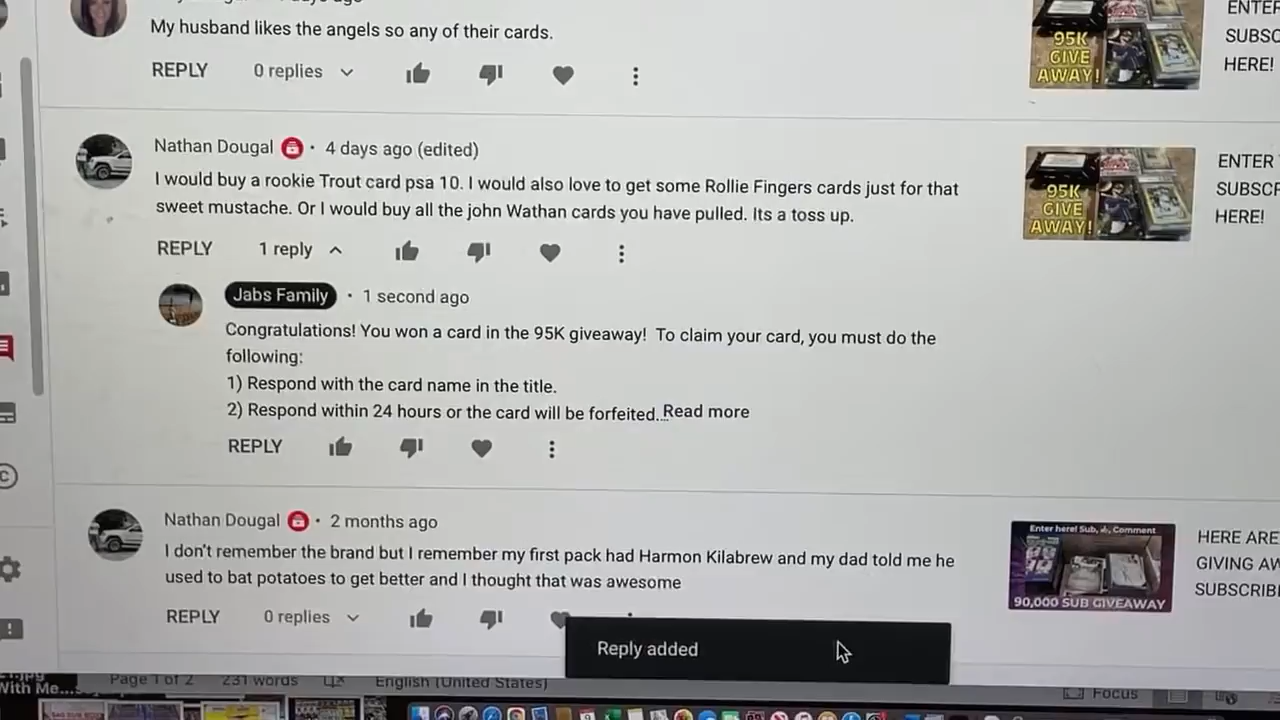 My husband likes the angels so any of their cards.
REPLY 0 replies
95K
GIVE
AWAY!
ENTER
SUBSC
HERE!
Nathan Dougal · 4 days ago (edited)
I would buy a rookie Trout card psa 10. I would also love to get some Rollie Fingers cards just for that
sweet mustache. Or I would buy all the john Wathan cards you have pulled. Its a toss up.
REPLY 1 reply
95K
GIVE
AWAY!
ENTER
SUBSCR
HERE!
Jabs Family · 1 second ago
Congratulations! You won a card in the 95K giveaway! To claim your card, you must do the
following:
1) Respond with the card name in the title.
2) Respond within 24 hours or the card will be forfeited...Read more
REPLY
Nathan Dougal · 2 months ago
I don't remember the brand but I remember my first pack had Harmon Kilabrew and my dad told me he
used to bat potatoes to get better and I thought that was awesome
REPLY 0 replies
Enter here! Sub, Comment
90,000 SUB GIVEAWAY
HERE ARE
GIVING AW
SUBSCRIB
Reply added
With Me... Page 1 of 2 231 words English (United States) Focus